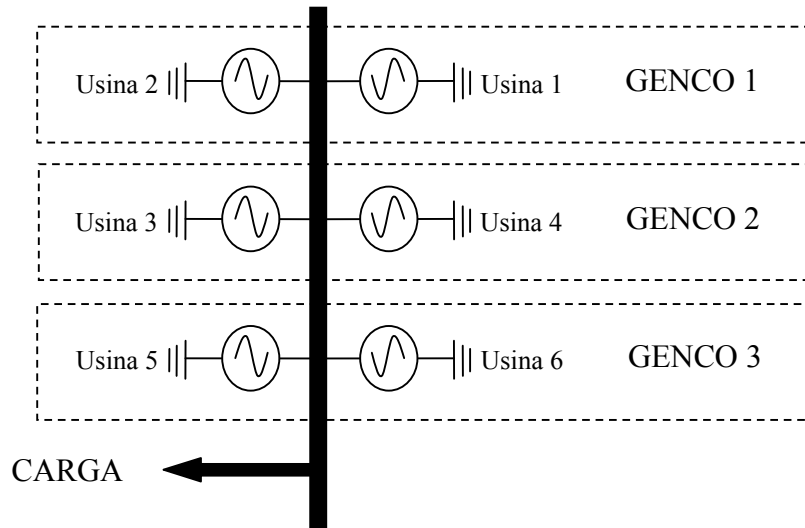 Usina 2 Usina 1 GENCO 1
Usina 3 Usina 4 GENCO 2
Usina 5 Usina 6 GENCO 3
CARGA